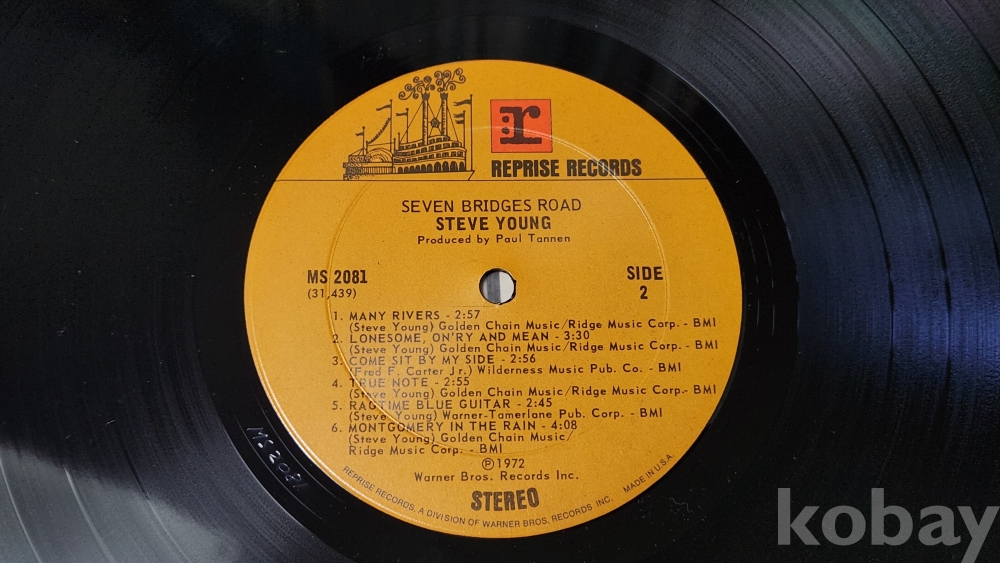 r
REPRISE RECORDS
SEVEN BRIDGES ROAD
STEVE YOUNG
Produced by Paul Tannen
MS 2081
(31,439)
SIDE
2
1. MANY RIVERS - 2:57
(Steve Young) Golden Chain Music/Ridge Music Corp. - BMI
2. LONESOME, ON'RY AND MEAN - 3:30
(Steve Young) Golden Chain Music/Ridge Music Corp. - BMI
3. COME SIT BY MY SIDE - 2:56
(Fred F. Carter Jr.) Wilderness Music Pub. Co. - BMI
4. TRUE NOTE - 2:55
(Steve Young) Golden Chain Music/Ridge Music Corp.- BMI
5. RAGTIME BLUE GUITAR - 2:45
(Steve Young) Warner-Tamerlane Pub. Corp. - BMI
6. MONTGOMERY IN THE RAIN - 4:08
(Steve Young) Golden Chain Music/
Ridge Music Corp. - BMI
℗1972
Warner Bros. Records Inc.
STEREO
REPRISE RECORDS, A DIVISION OF WARNER BROS. RECORDS INC. MADE IN U.S.A.
MS 2081
kobay